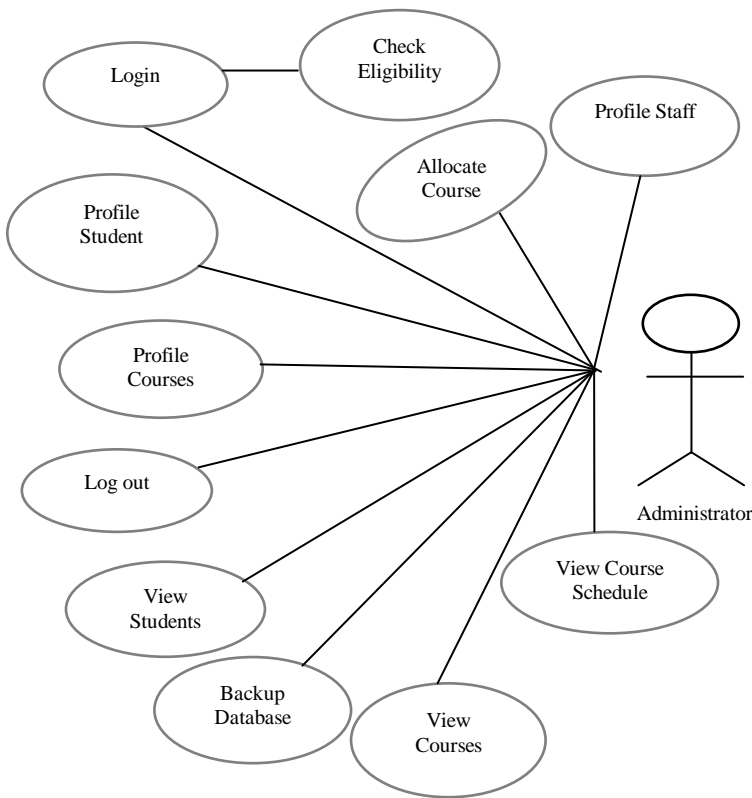 Check
Eligibility
Login
Profile Staff
Allocate
Course
Profile
Student
Profile
Courses
Log out
Administrator
View Course
Schedule
View
Students
Backup
Database
View
Courses